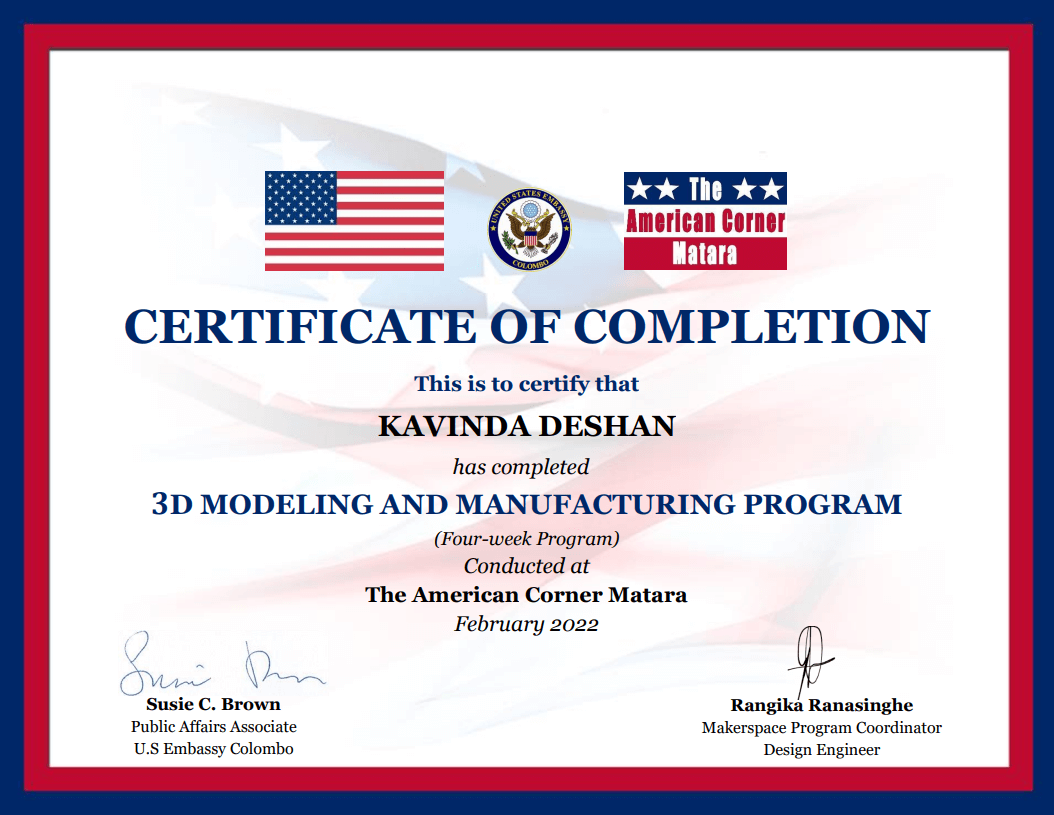 UNITED STATES EMBASSY
COLOMBO
The
American Corner
Matara
CERTIFICATE OF COMPLETION
This is to certify that
KAVINDA DESHAN
has completed
3D MODELING AND MANUFACTURING PROGRAM
(Four-week Program)
Conducted at
The American Corner Matara
February 2022
Susie C. Brown
Public Affairs Associate
U.S Embassy Colombo
Rangika Ranasinghe
Makerspace Program Coordinator
Design Engineer